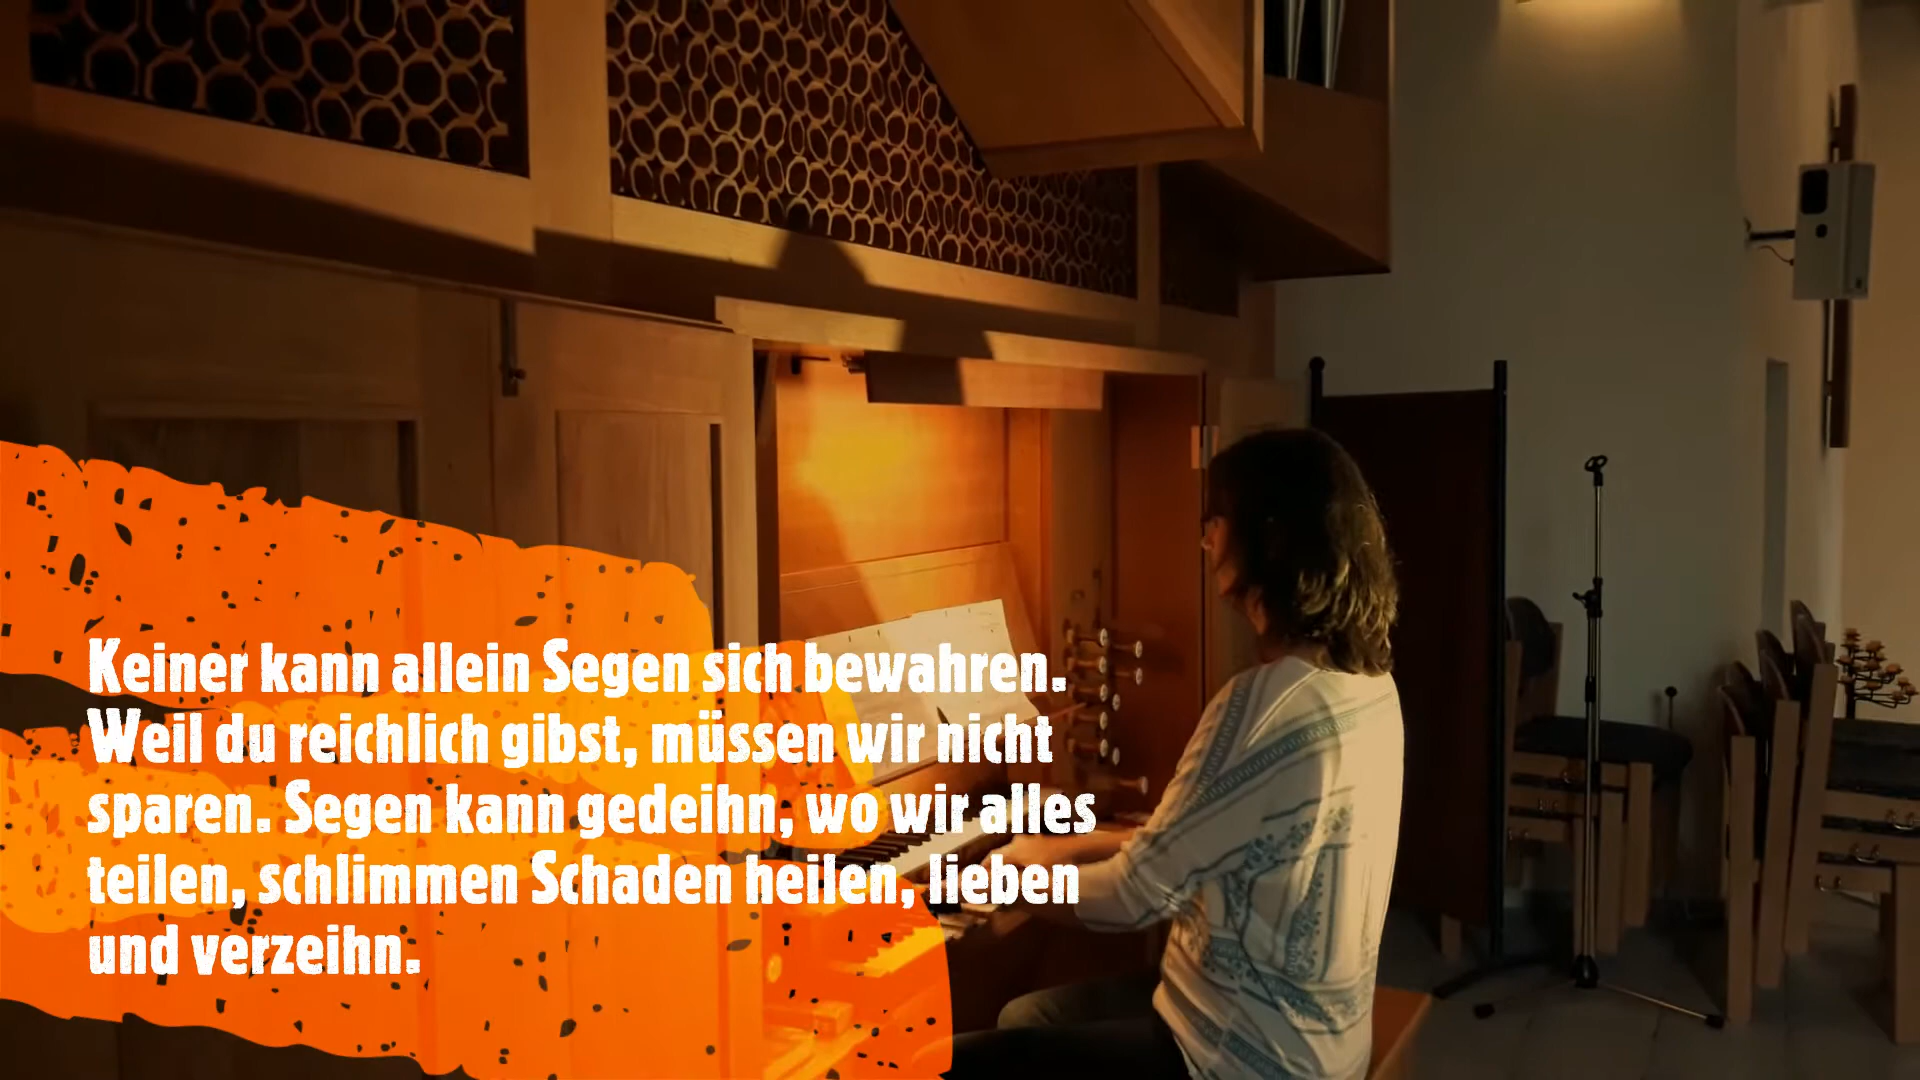 Keiner kann allein Segen sich bewahren.
Weil du reichlich gibst, müssen wir nicht
sparen. Segen kann gedeihn, wo wir alles
teilen, schlimmen Schaden heilen, lieben
und verzeihn.